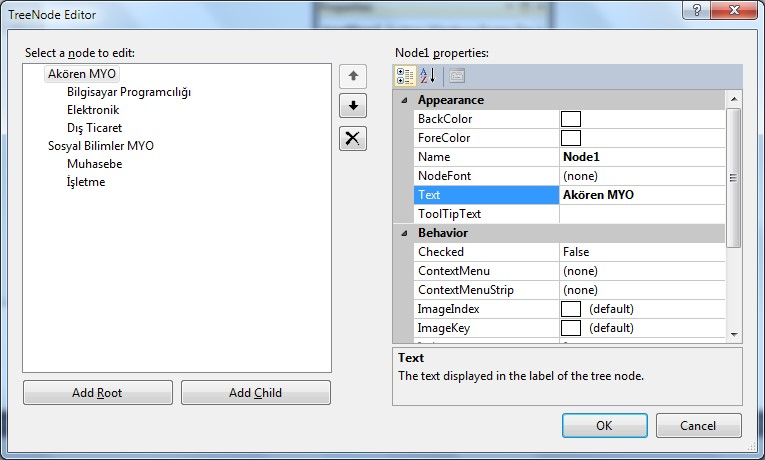 TreeNode Editor
Select a node to edit:
Akören MYO
Bilgisayar Programcılığı
Elektronik
Dış Ticaret
Sosyal Bilimler MYO
Muhasebe
İşletme
Add Root
Add Child
Node1 properties:
Appearance
BackColor
ForeColor
Name Node1
NodeFont (none)
Text Akören MYO
ToolTipText
Behavior
Checked False
ContextMenu (none)
ContextMenuStrip (none)
ImageIndex (default)
ImageKey (default)
Text
The text displayed in the label of the tree node.
OK
Cancel